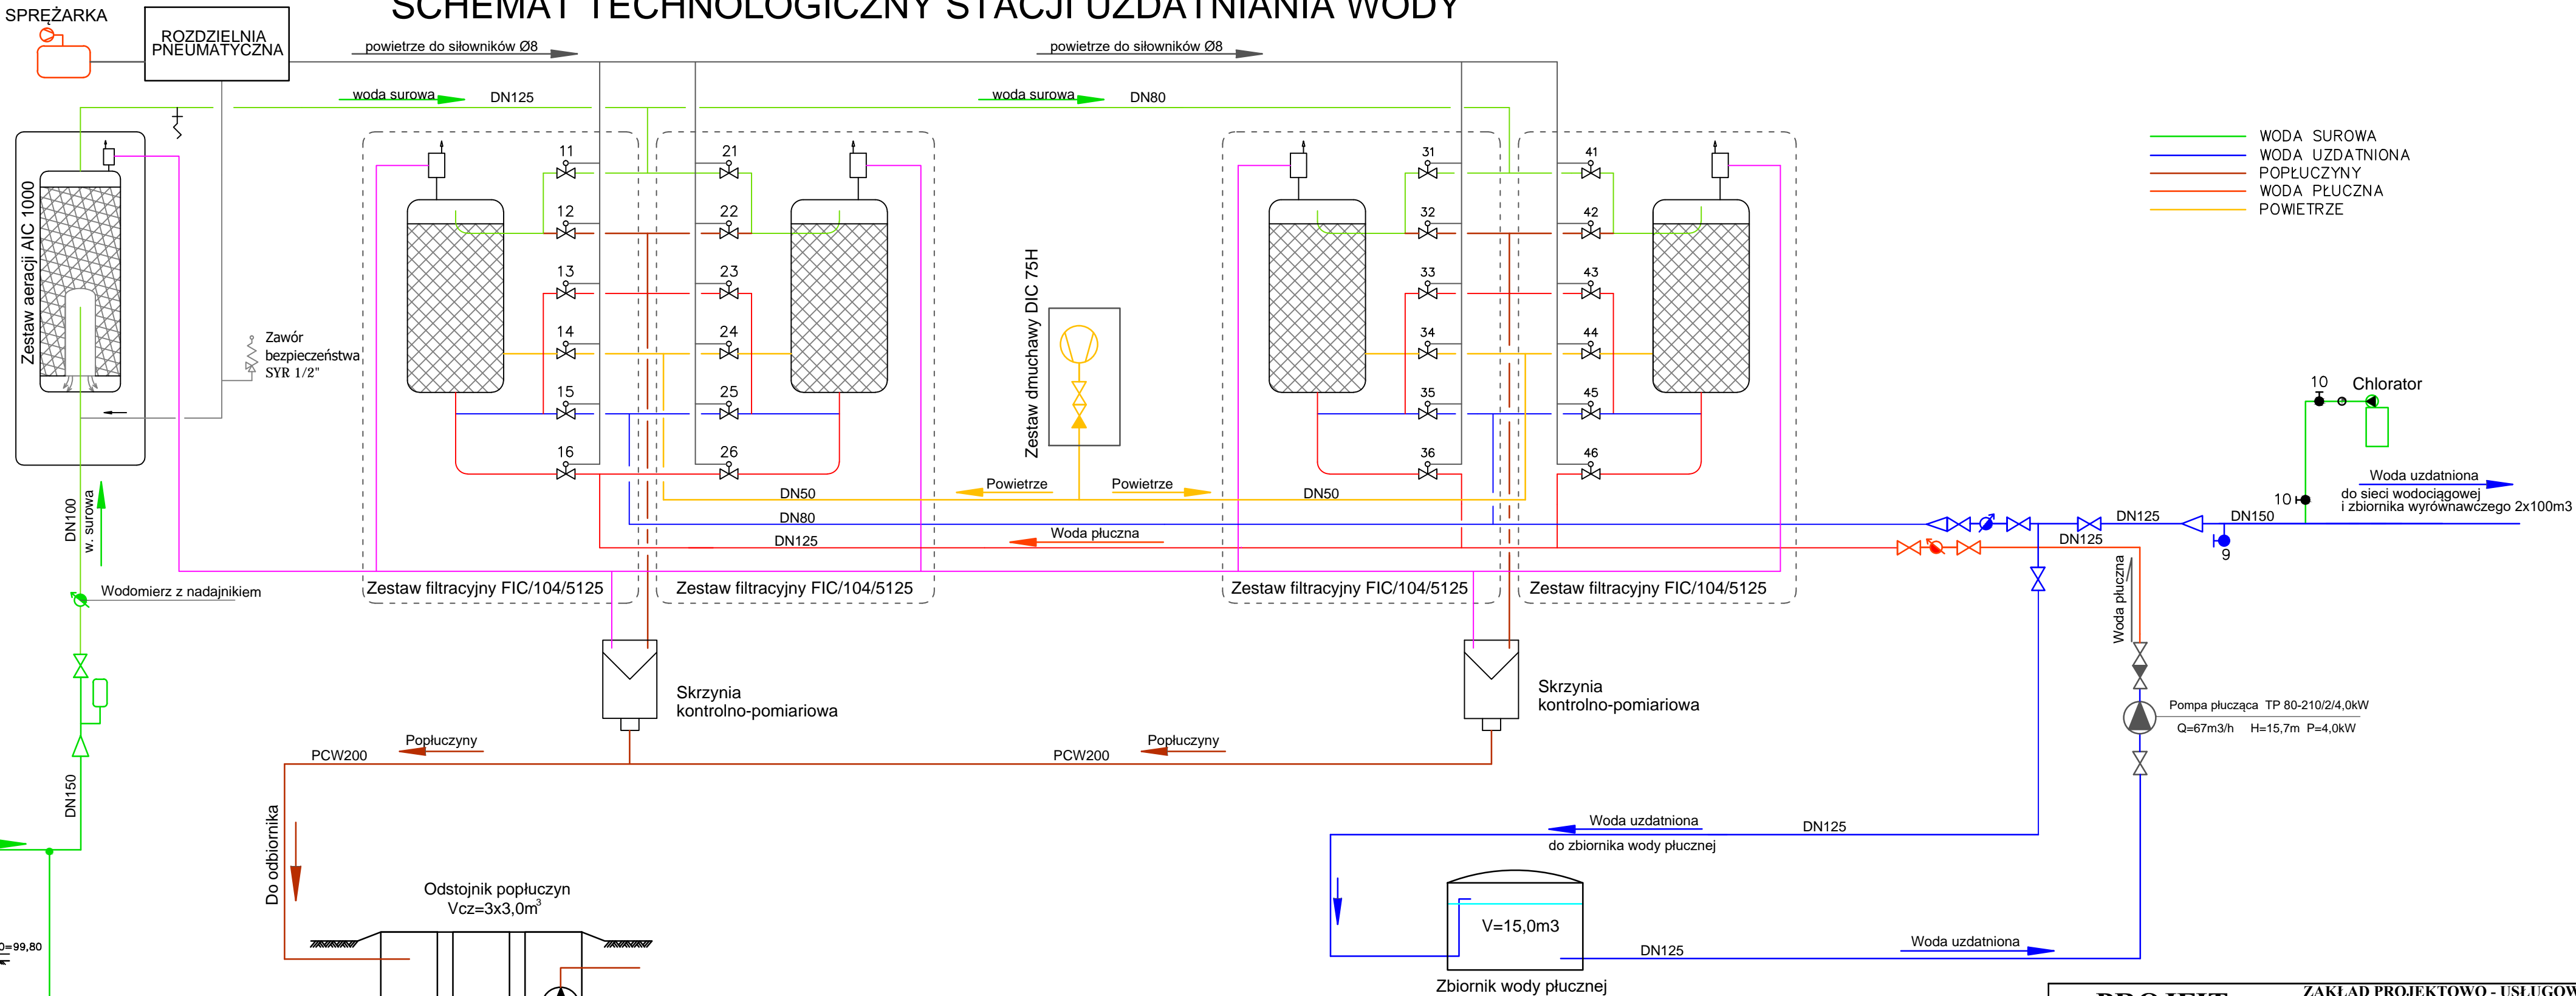 SCHEMAT TECHNOLOGICZNY STACJI UZDATNIANIA WODY
SPRĘŻARKA
ROZDZIELNIA
PNEUMATYCZNA
powietrze do siłowników Ø8
powietrze do siłowników Ø8
woda surowa
DN125
woda surowa
DN80
WODA SUROWA
WODA UZDATNIONA
POPŁUCZYNY
WODA PŁUCZNA
POWIETRZE
Zestaw aeracji AIC 1000
11
21
31
41
12
22
32
42
13
23
33
43
14
24
34
44
15
25
35
45
16
26
36
46
Zawór
bezpieczeństwa
SYR 1/2"
Zestaw dmuchawy DIC 75H
10
Chlorator
10
Woda uzdatniona
do sieci wodociągowej
i zbiornika wyrównawczego 2x100m3
DN100
w. surowa
DN50
Powietrze
Powietrze
DN50
DN80
DN125
Woda płuczna
DN125
DN150
DN125
9
Zestaw filtracyjny FIC/104/5125
Zestaw filtracyjny FIC/104/5125
Zestaw filtracyjny FIC/104/5125
Zestaw filtracyjny FIC/104/5125
Wodomierz z nadajnikiem
Woda płuczna
Skrzynia
kontrolno-pomiariowa
Skrzynia
kontrolno-pomiariowa
Pompa płucząca TP 80-210/2/4,0kW
Q=67m3/h H=15,7m P=4,0kW
Popłuczyny
PCW200
Popłuczyny
PCW200
DN150
Do odbiornika
Woda uzdatniona
DN125
do zbiornika wody płucznej
Odstojnik popłuczyn
Vcz=3x3,0m³
V=15,0m3
DN125
Woda uzdatniona
Zbiornik wody płucznej
0=99,80
ZAKŁAD PROJEKTOWO - USŁUGOW